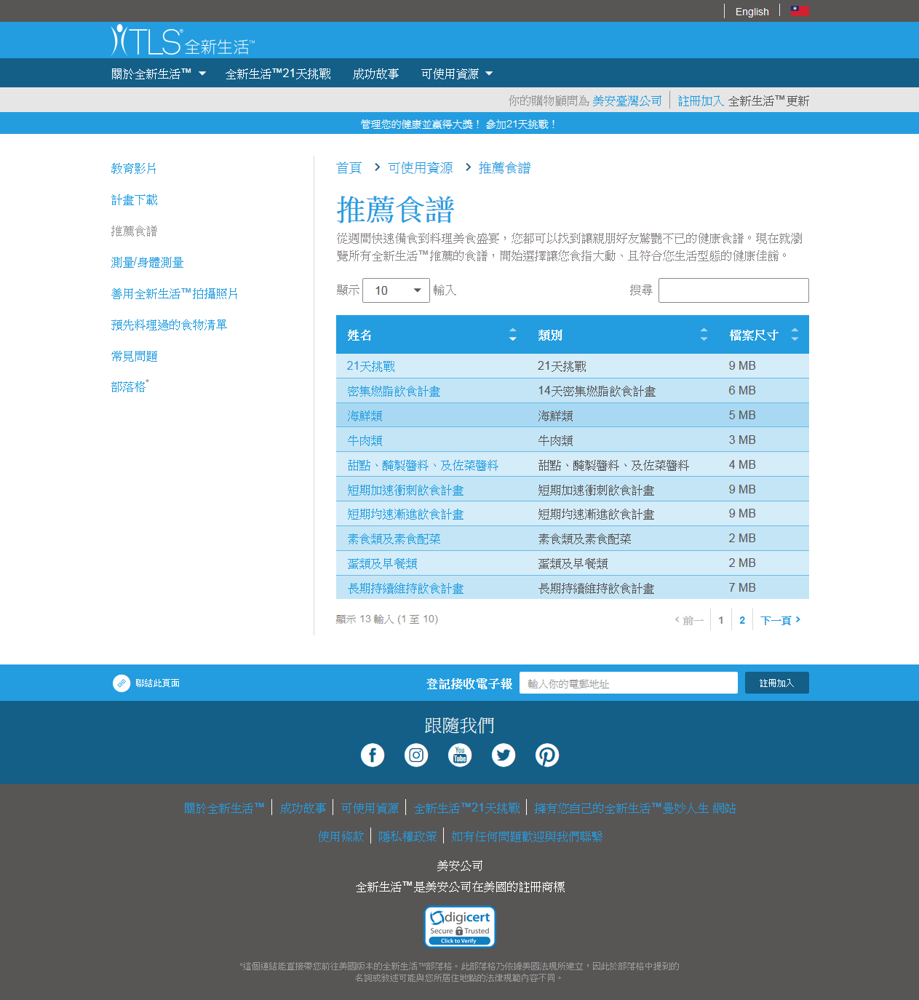 English
TLS® 全新生活™
關於全新生活™ 全新生活™21天挑戰 成功故事 可使用資源
你的購物顧問為 美安臺灣公司 註冊加入 全新生活™更新
管理您的健康並贏得大獎！ 參加21天挑戰！
教育影片
計畫下載
推薦食譜
測量/身體測量
善用全新生活™拍攝照片
預先料理過的食物清單
常見問題
部落格*
首頁 可使用資源 推薦食譜
推薦食譜
從週間快速備食到料理美食盛宴，您都可以找到讓親朋好友驚艷不已的健康食譜。現在就瀏
覽所有全新生活™推薦的食譜，開始選擇讓您食指大動、且符合您生活型態的健康佳餚。
顯示 10 輸入 搜尋
姓名 類別 檔案尺寸
21天挑戰 21天挑戰 9 MB
密集燃脂飲食計畫 14天密集燃脂飲食計畫 6 MB
海鮮類 海鮮類 5 MB
牛肉類 牛肉類 3 MB
甜點、醃製醬料、及佐菜醬料 甜點、醃製醬料、及佐菜醬料 4 MB
短期加速衝刺飲食計畫 短期加速衝刺飲食計畫 9 MB
短期均速漸進飲食計畫 短期均速漸進飲食計畫 9 MB
素食類及素食配菜 素食類及素食配菜 2 MB
蛋類及早餐類 蛋類及早餐類 2 MB
長期持續維持飲食計畫 長期持續維持飲食計畫 7 MB
顯示 13 輸入 (1 至 10) 前一 1 2 下一頁
聯結此頁面 登記接收電子報 輸入你的電郵地址 註冊加入
跟隨我們
You Tube
關於全新生活™ 成功故事 可使用資源 全新生活™21天挑戰 擁有您自己的全新生活™曼妙人生 網站
使用條款 隱私權政策 如有任何問題歡迎與我們聯繫
美安公司
全新生活™是美安公司在美國的註冊商標
digicert
Secure Trusted
Click to Verify
*這個連結能直接帶您前往美國版本的全新生活™部落格。此部落格乃依據美國法規所建立，因此於部落格中提到的
名詞或敘述可能與您所居住地點的法律規範內容不同。